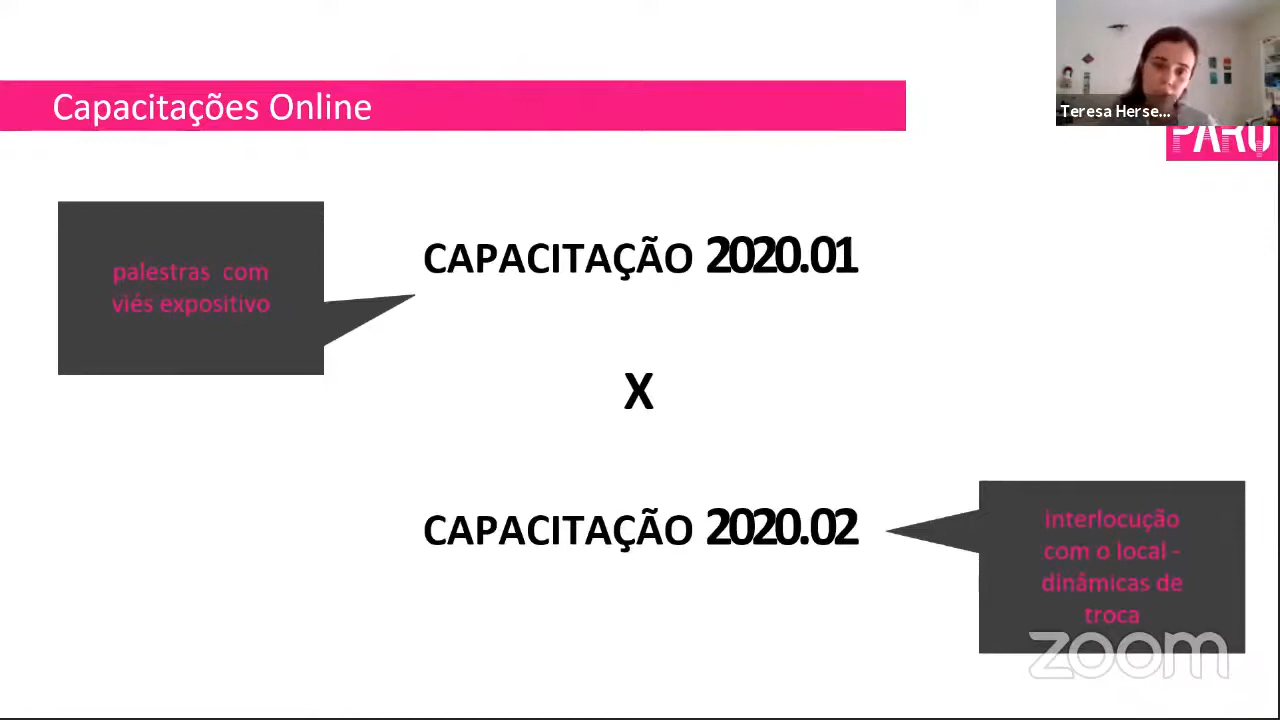 Capacitações Online
Teresa Herse...
PARQ
palestras com
viés expositivo
CAPACITAÇÃO 2020.01
X
CAPACITAÇÃO 2020.02
interlocução
com o local -
dinâmicas de
troca
zoom